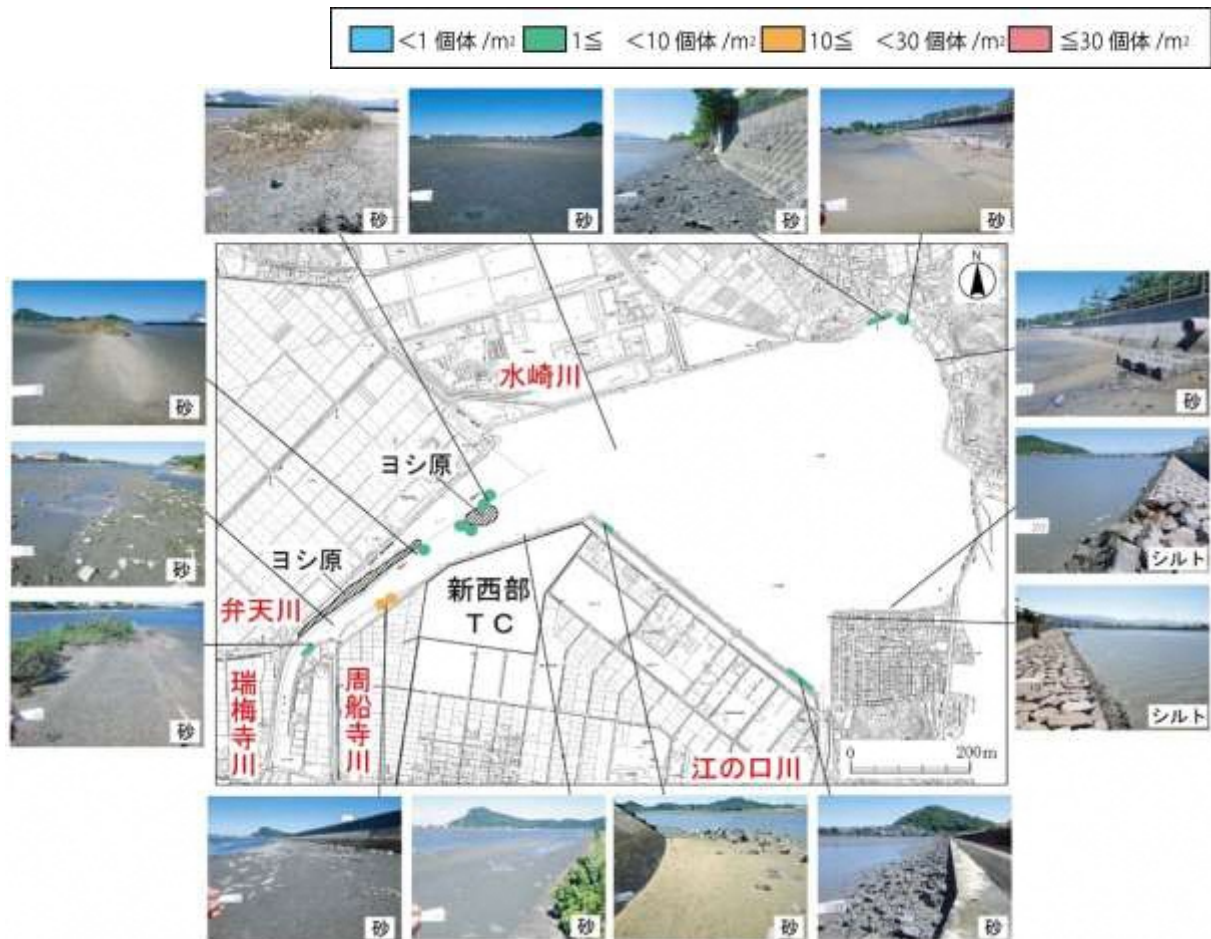 <1 個体 /m² 1≦ <10 個体 /m² 10≦ <30 個体 /m² ≦30 個体 /m²
砂 砂 砂 砂
N
水崎川
砂
ヨシ原
砂
シルト
砂
ヨシ原
弁天川
新西部
TC
瑞梅寺川
周船寺川
江の口川
0 200m
砂
シルト
砂 砂 砂 砂